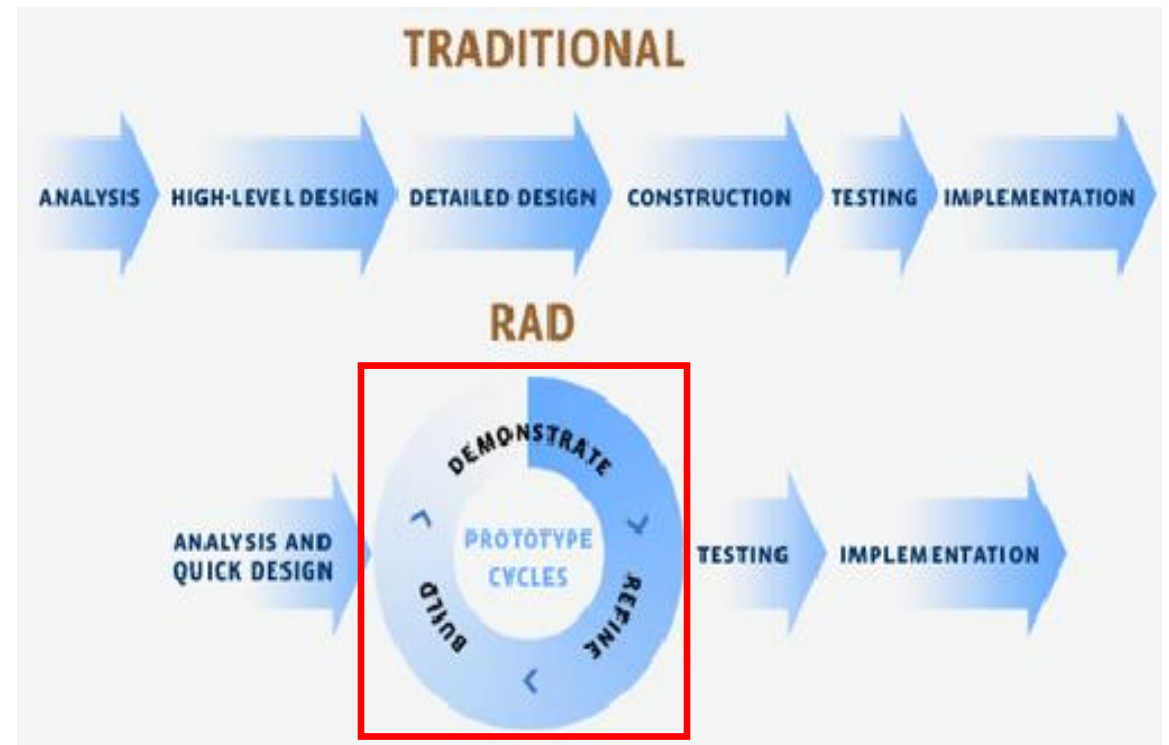 TRADITIONAL
ANALYSIS
HIGH-LEVEL DESIGN
DETAILED DESIGN
CONSTRUCTION
TESTING
IMPLEMENTATION
RAD
ANALYSIS AND
QUICK DESIGN
DEMONSTRATE
REFINE
BUILD
PROTOTYPE
CYCLES
TESTING
IMPLEMENTATION